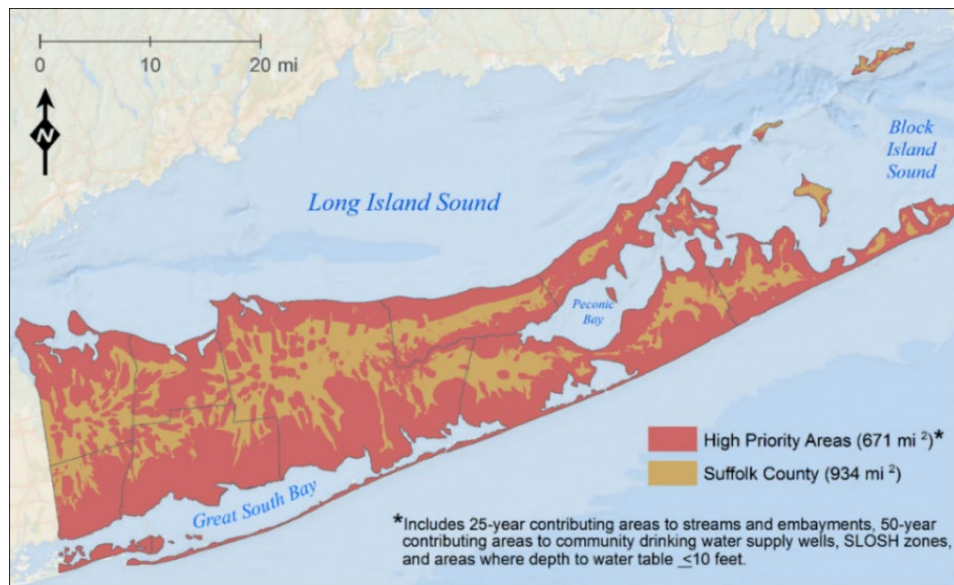 0 10 20 mi
N
Block
Island
Sound
Long Island Sound
Peconic
Bay
High Priority Areas (671 mi ²)*
Suffolk County (934 mi ²)
Great South Bay
*Includes 25-year contributing areas to streams and embayments, 50-year
contributing areas to community drinking water supply wells, SLOSH zones,
and areas where depth to water table <10 feet.